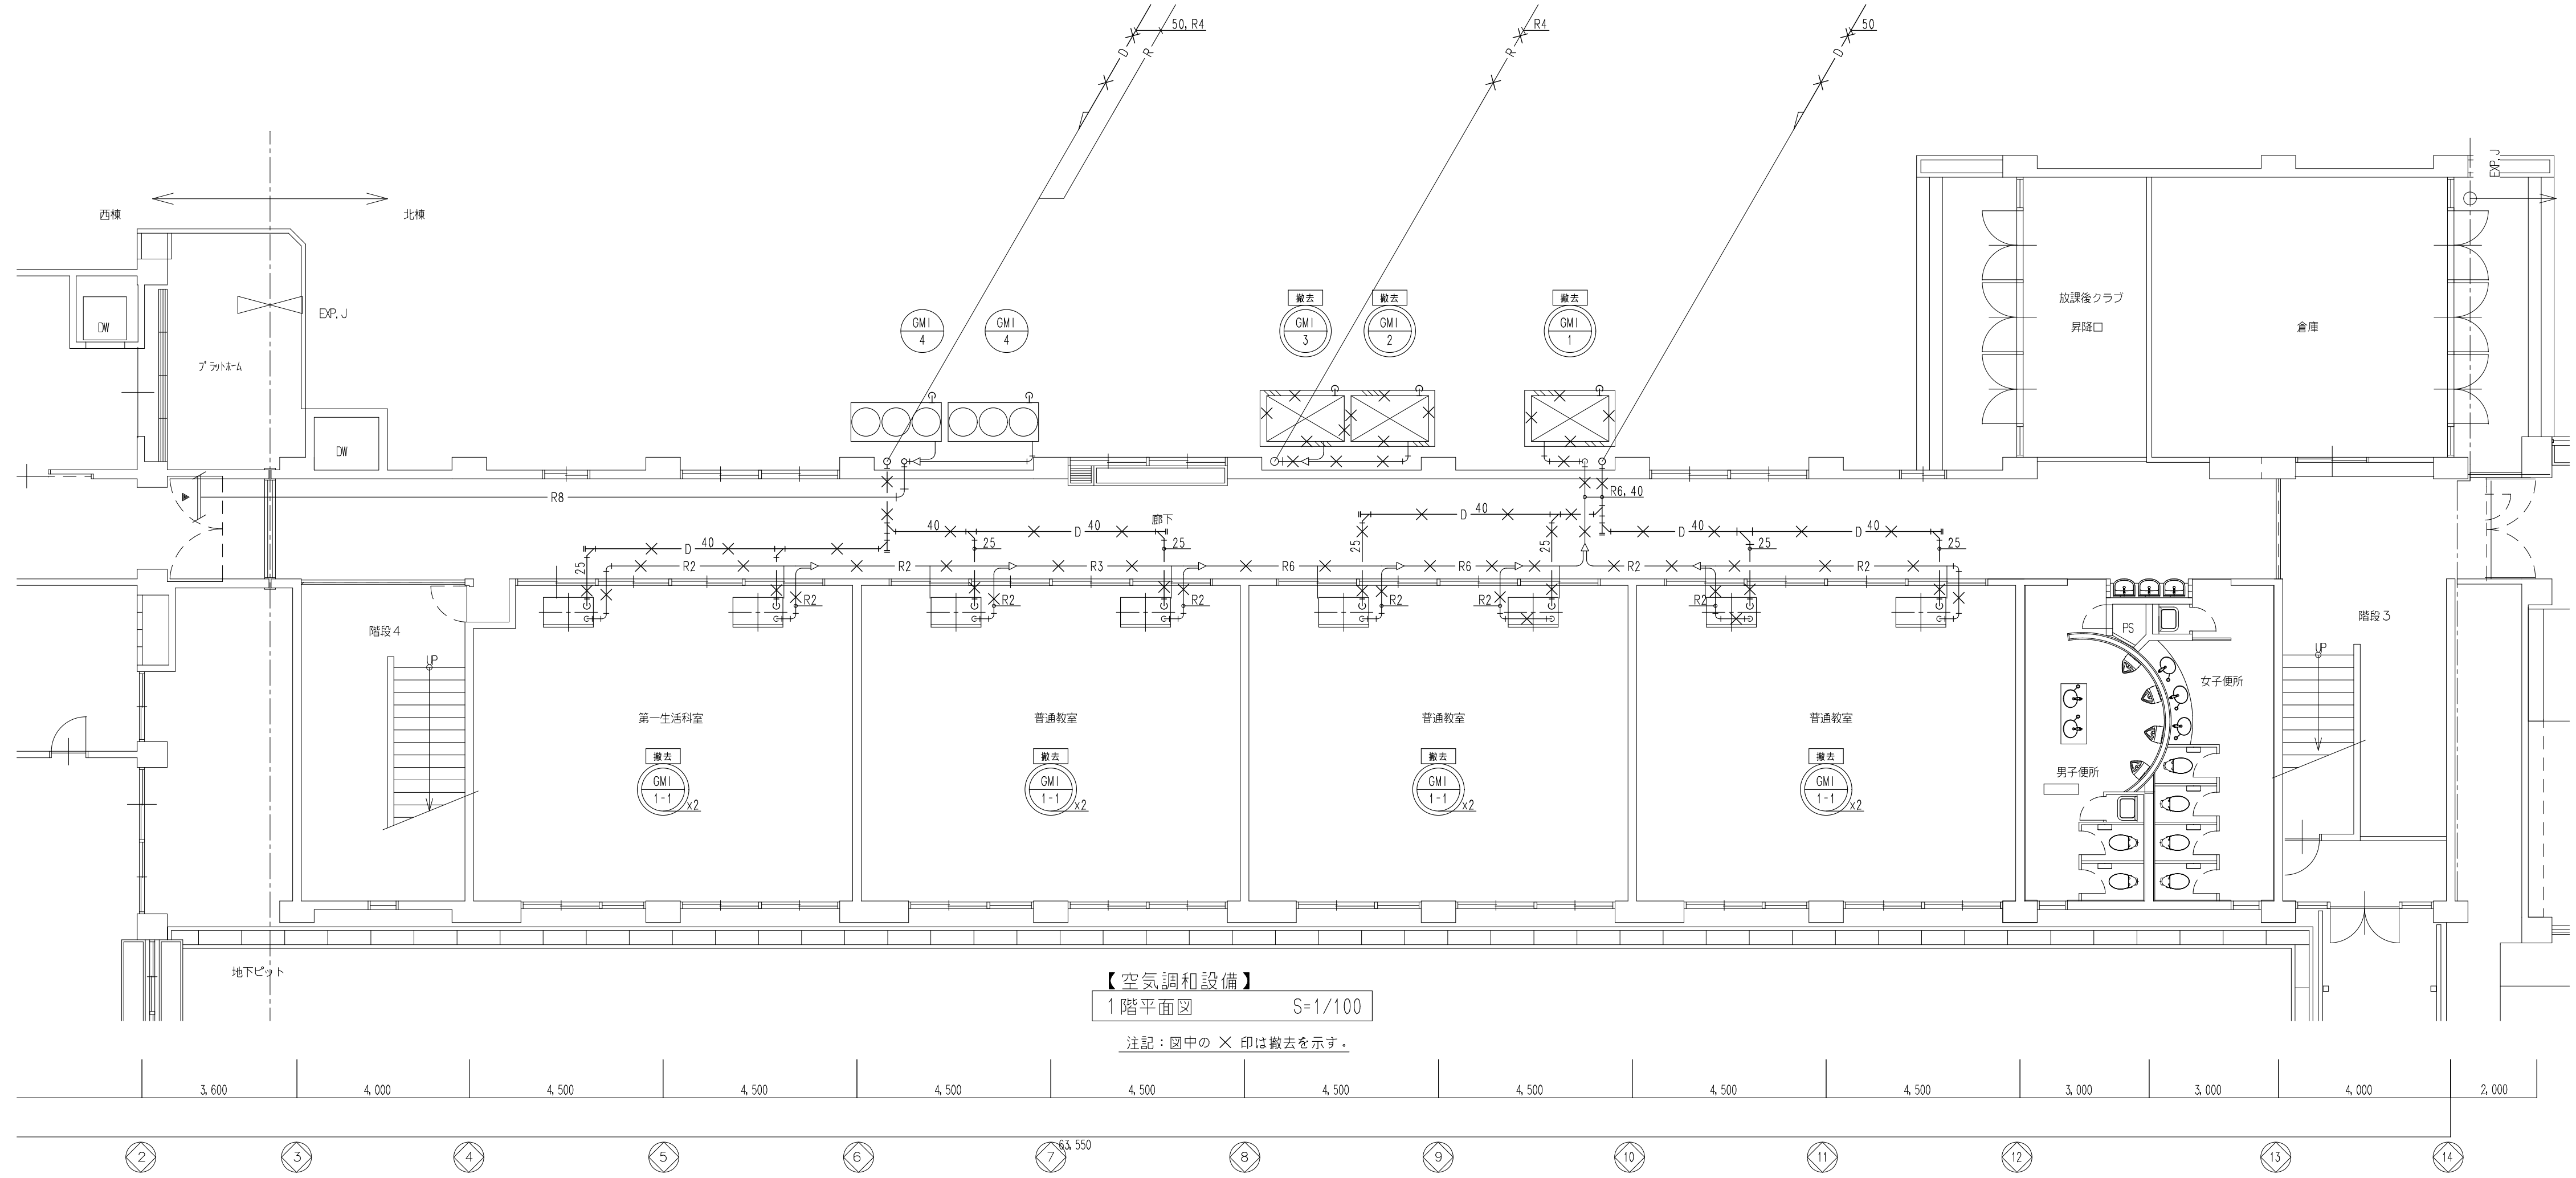 50, R4
R4
50
D
R
R
D
EXP. J
西棟
北棟
EXP. J
DW
プラットホーム
DW
撤去
撤去
撤去
GMI
4
GMI
4
GMI
3
GMI
2
GMI
1
放課後クラブ
昇降口
倉庫
R8
R6, 40
廊下
D 40
40
D 40
D 40
D 40
D 40
25
25
25
25
25
25
25
25
R2
R2
R3
R2
R6
R6
R2
R2
R2
R2
R2
R2
R2
R2
階段4
UP
PS
階段3
UP
女子便所
男子便所
第一生活科室
普通教室
普通教室
普通教室
撤去
撤去
撤去
撤去
GMI
1-1
x2
GMI
1-1
x2
GMI
1-1
x2
GMI
1-1
x2
地下ピット
【空気調和設備】
1階平面図 S=1/100
注記：図中の × 印は撤去を示す。
3,600 4,000 4,500 4,500 4,500 4,500 4,500 4,500 4,500 4,500 3,000 3,000 4,000 2,000
63,550
2 3 4 5 6 7 8 9 10 11 12 13 14